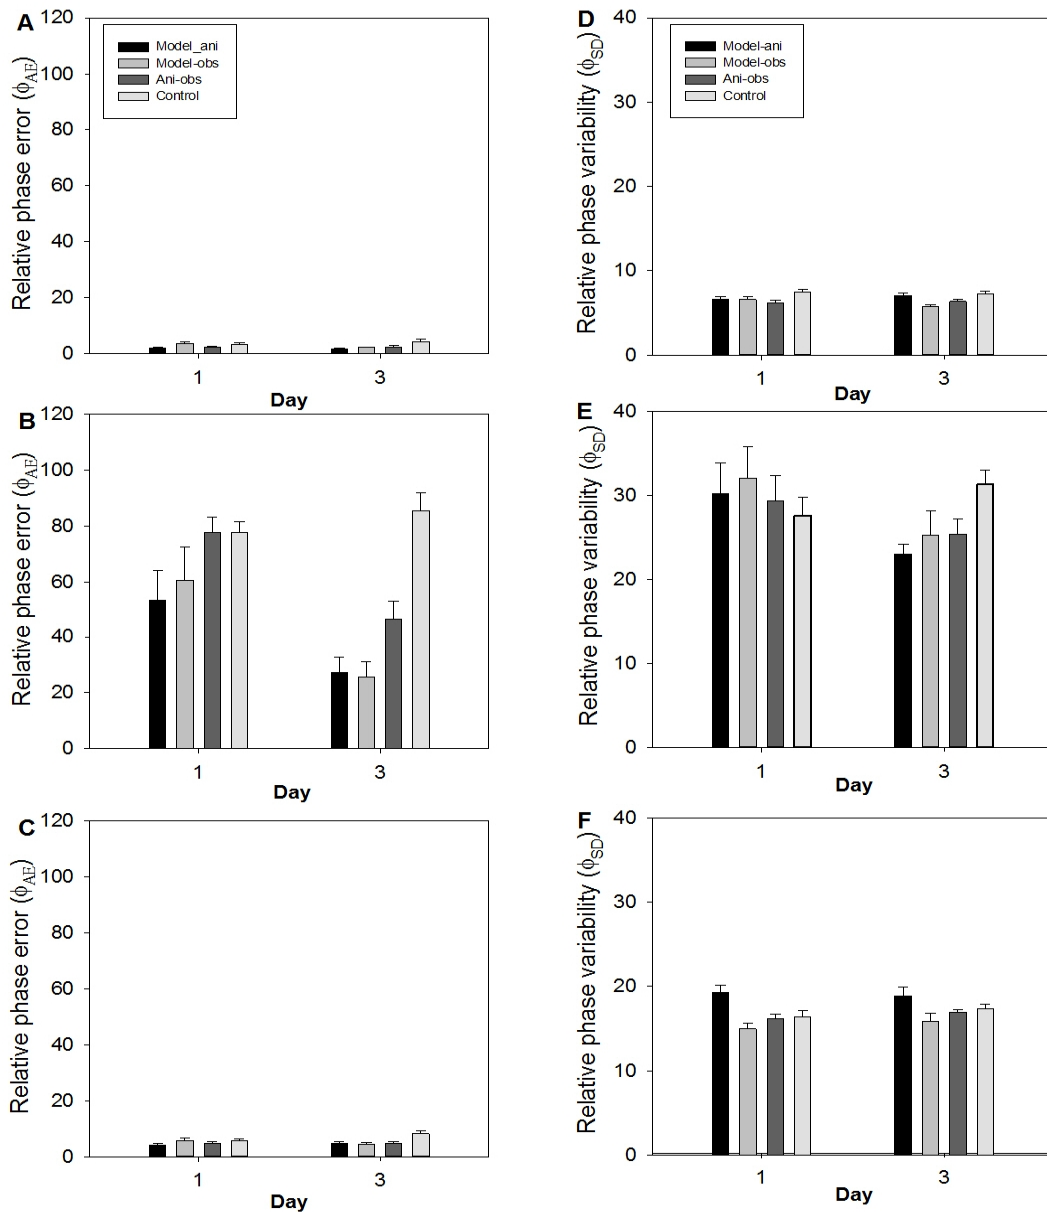 A
Relative phase error (ϕAE)
120
100
80
60
40
20
0
Model_ani
Model-obs
Ani-obs
Control
1
3
Day
D
Relative phase variability (ϕSD)
40
30
20
10
0
Model-ani
Model-obs
Ani-obs
Control
1
3
Day
B
Relative phase error (ϕAE)
120
100
80
60
40
20
0
1
3
Day
E
Relative phase variability (ϕSD)
40
30
20
10
0
1
3
Day
C
Relative phase error (ϕAE)
120
100
80
60
40
20
0
1
3
Day
F
Relative phase variability (ϕSD)
40
30
20
10
0
1
3
Day